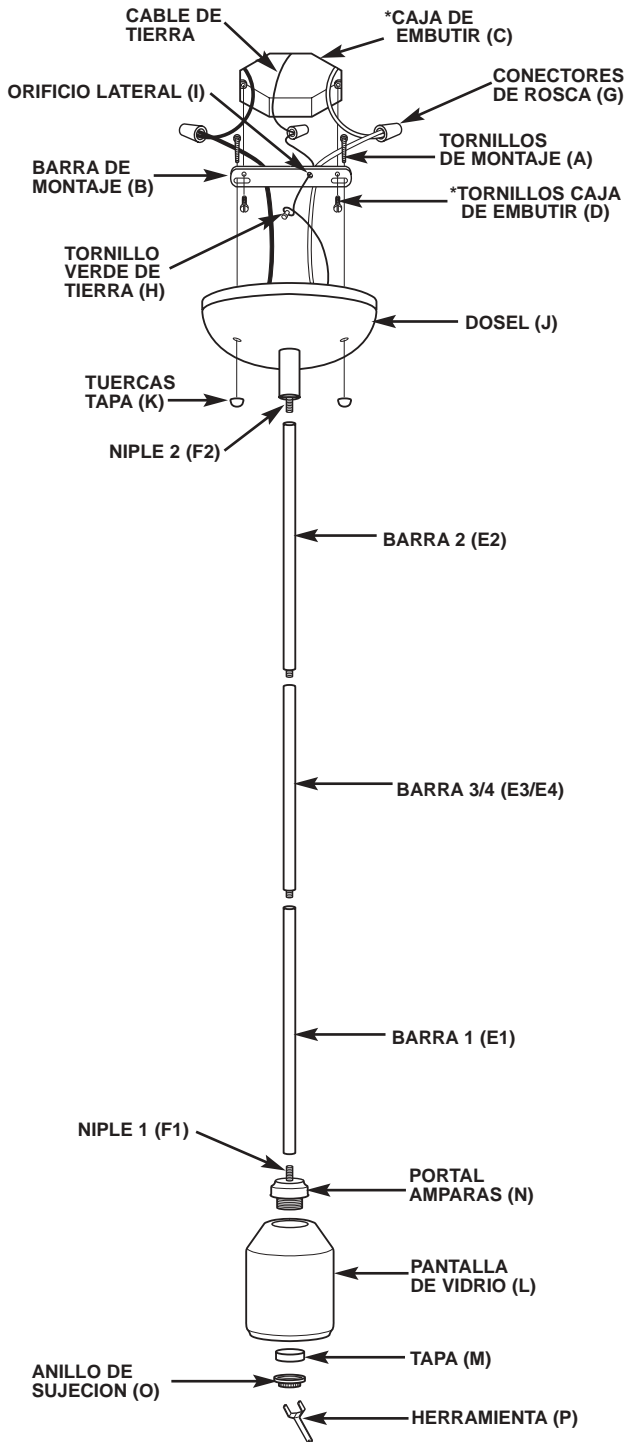 CABLE DE
TIERRA
*CAJA DE
EMBUTIR (C)
ORIFICIO LATERAL (I)
CONECTORES
DE ROSCA (G)
TORNILLOS
DE MONTAJE (A)
BARRA DE
MONTAJE (B)
*TORNILLOS CAJA
DE EMBUTIR (D)
TORNILLO
VERDE DE
TIERRA (H)
DOSEL (J)
TUERCAS
TAPA (K)
NIPLE 2 (F2)
BARRA 2 (E2)
BARRA 3/4 (E3/E4)
BARRA 1 (E1)
NIPLE 1 (F1)
PORTAL
AMPARAS (N)
PANTALLA
DE VIDRIO (L)
TAPA (M)
ANILLO DE
SUJECION (O)
HERRAMIENTA (P)